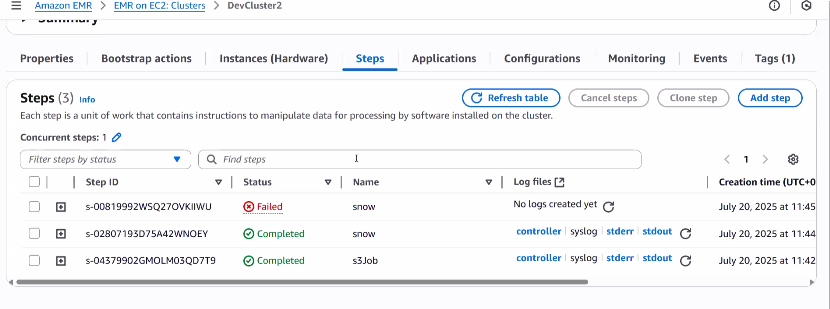 Amazon EMR > EMR on EC2: Clusters > DevCluster2
Summary
Properties Bootstrap actions Instances (Hardware) Steps Applications Configurations Monitoring Events Tags (1)
Steps (3) Info Refresh table Cancel steps Clone step Add step
Each step is a unit of work that contains instructions to manipulate data for processing by software installed on the cluster.
Concurrent steps: 1
Filter steps by status Find steps 1
Step ID Status Name Log files Creation time (UTC+0
s-00819992WSQ27OVKIIWU Failed snow No logs created yet July 20, 2025 at 11:45
s-02807193D75A42WNOEY Completed snow controller syslog stderr stdout July 20, 2025 at 11:44
s-04379902GMOLM03QD7T9 Completed s3Job controller syslog stderr stdout July 20, 2025 at 11:42